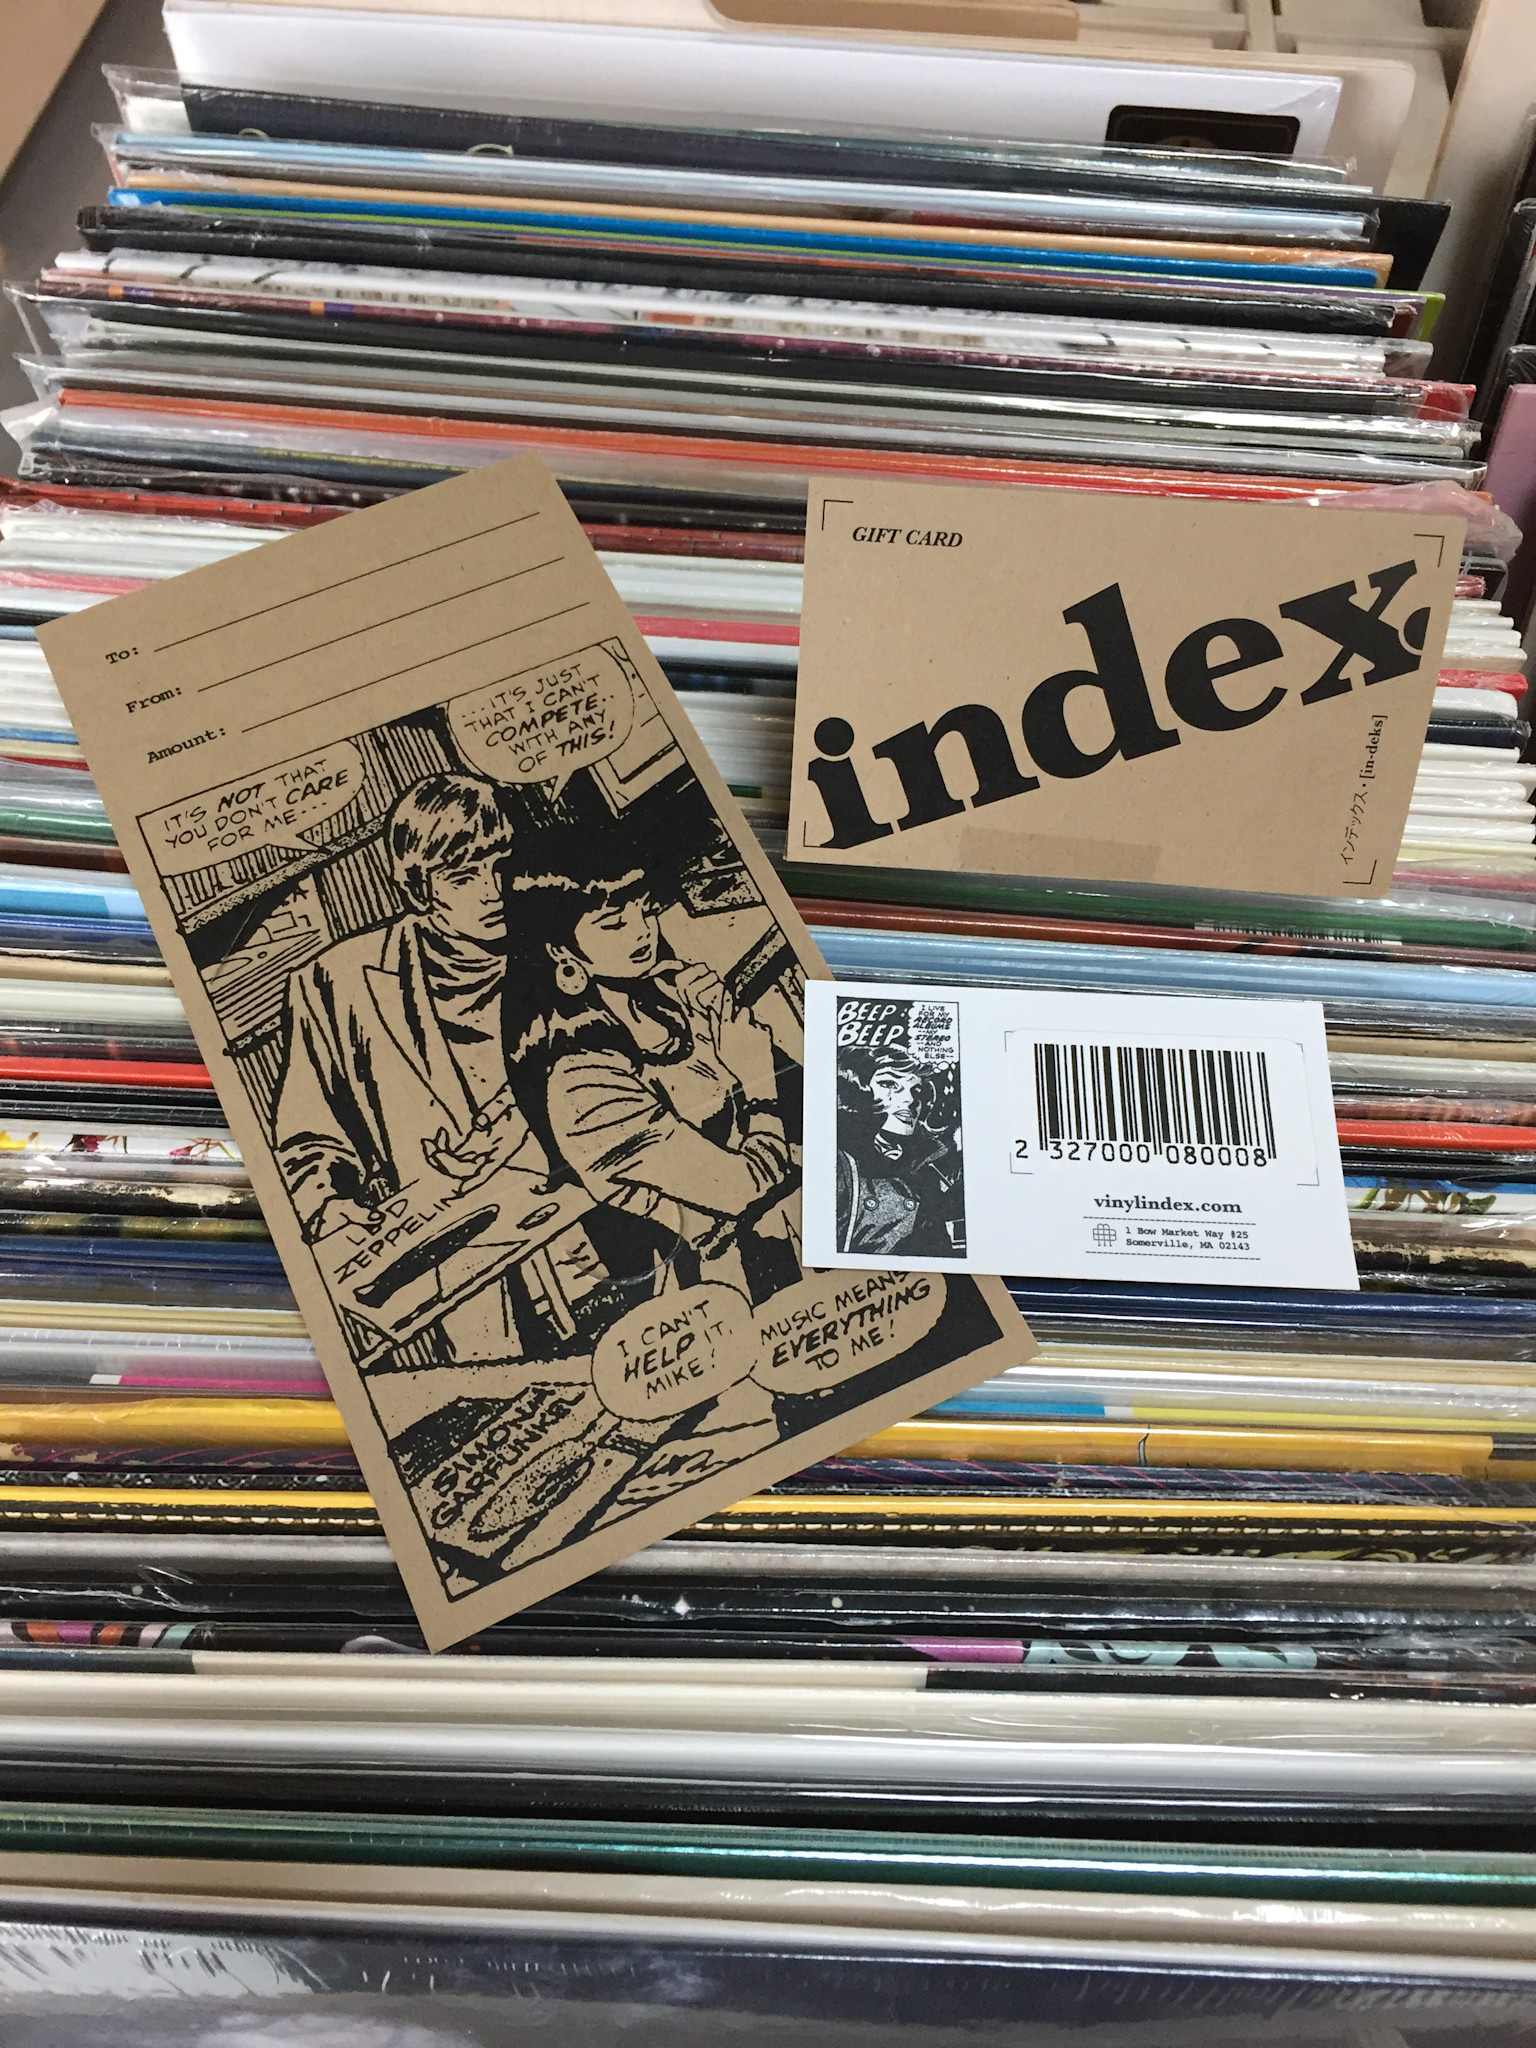 To:
From:
Amount:
IT'S NOT THAT
YOU DON'T CARE
FOR ME---
...IT'S JUST
THAT I CAN'T
COMPETE..
WITH ANY
OF THIS!
LED
ZEPPELIN
I CAN'T
HELP IT,
MIKE!
MUSIC MEANS
EVERYTHING
TO ME!
SIMON
GARFUNKEL
GIFT CARD
index.
インデックス・[in-deks]
BEEP:
BEEP
I LIVE
FOR MY
RECORD
ALBUMS
--MY
STEREO
--AND
NOTHING
ELSE--
2 327000 080008
vinylindex.com
1 Bow Market Way #25
Somerville, MA 02143